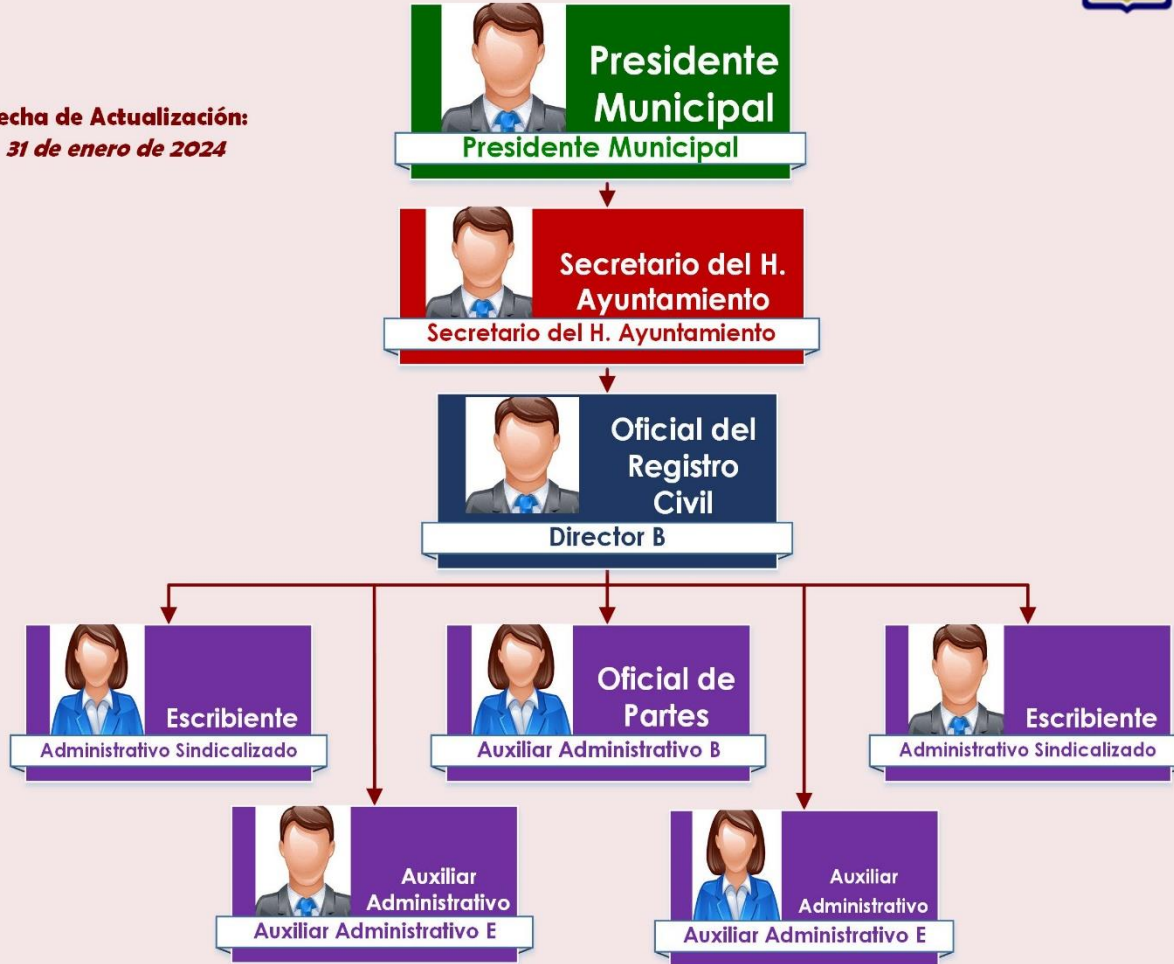 Presidente
Municipal
Presidente Municipal
echa de Actualización:
31 de enero de 2024
Secretario del H.
Ayuntamiento
Secretario del H. Ayuntamiento
Oficial del
Registro
Civil
Director B
Escribiente
Administrativo Sindicalizado
Oficial de
Partes
Auxiliar Administrativo B
Escribiente
Administrativo Sindicalizado
Auxiliar
Administrativo
Auxiliar Administrativo E
Auxiliar
Administrativo
Auxiliar Administrativo E